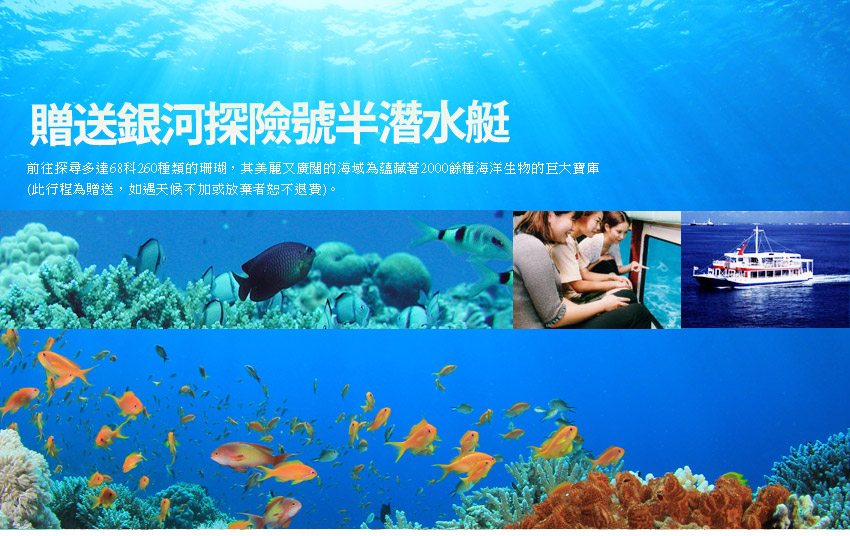 贈送銀河探險號半潛水艇
前往探尋多達68科260種類的珊瑚，其美麗又廣闊的海域為蘊藏著2000餘種海洋生物的巨大寶庫
(此行程為贈送，如遇天候不加或放棄者恕不退費)。